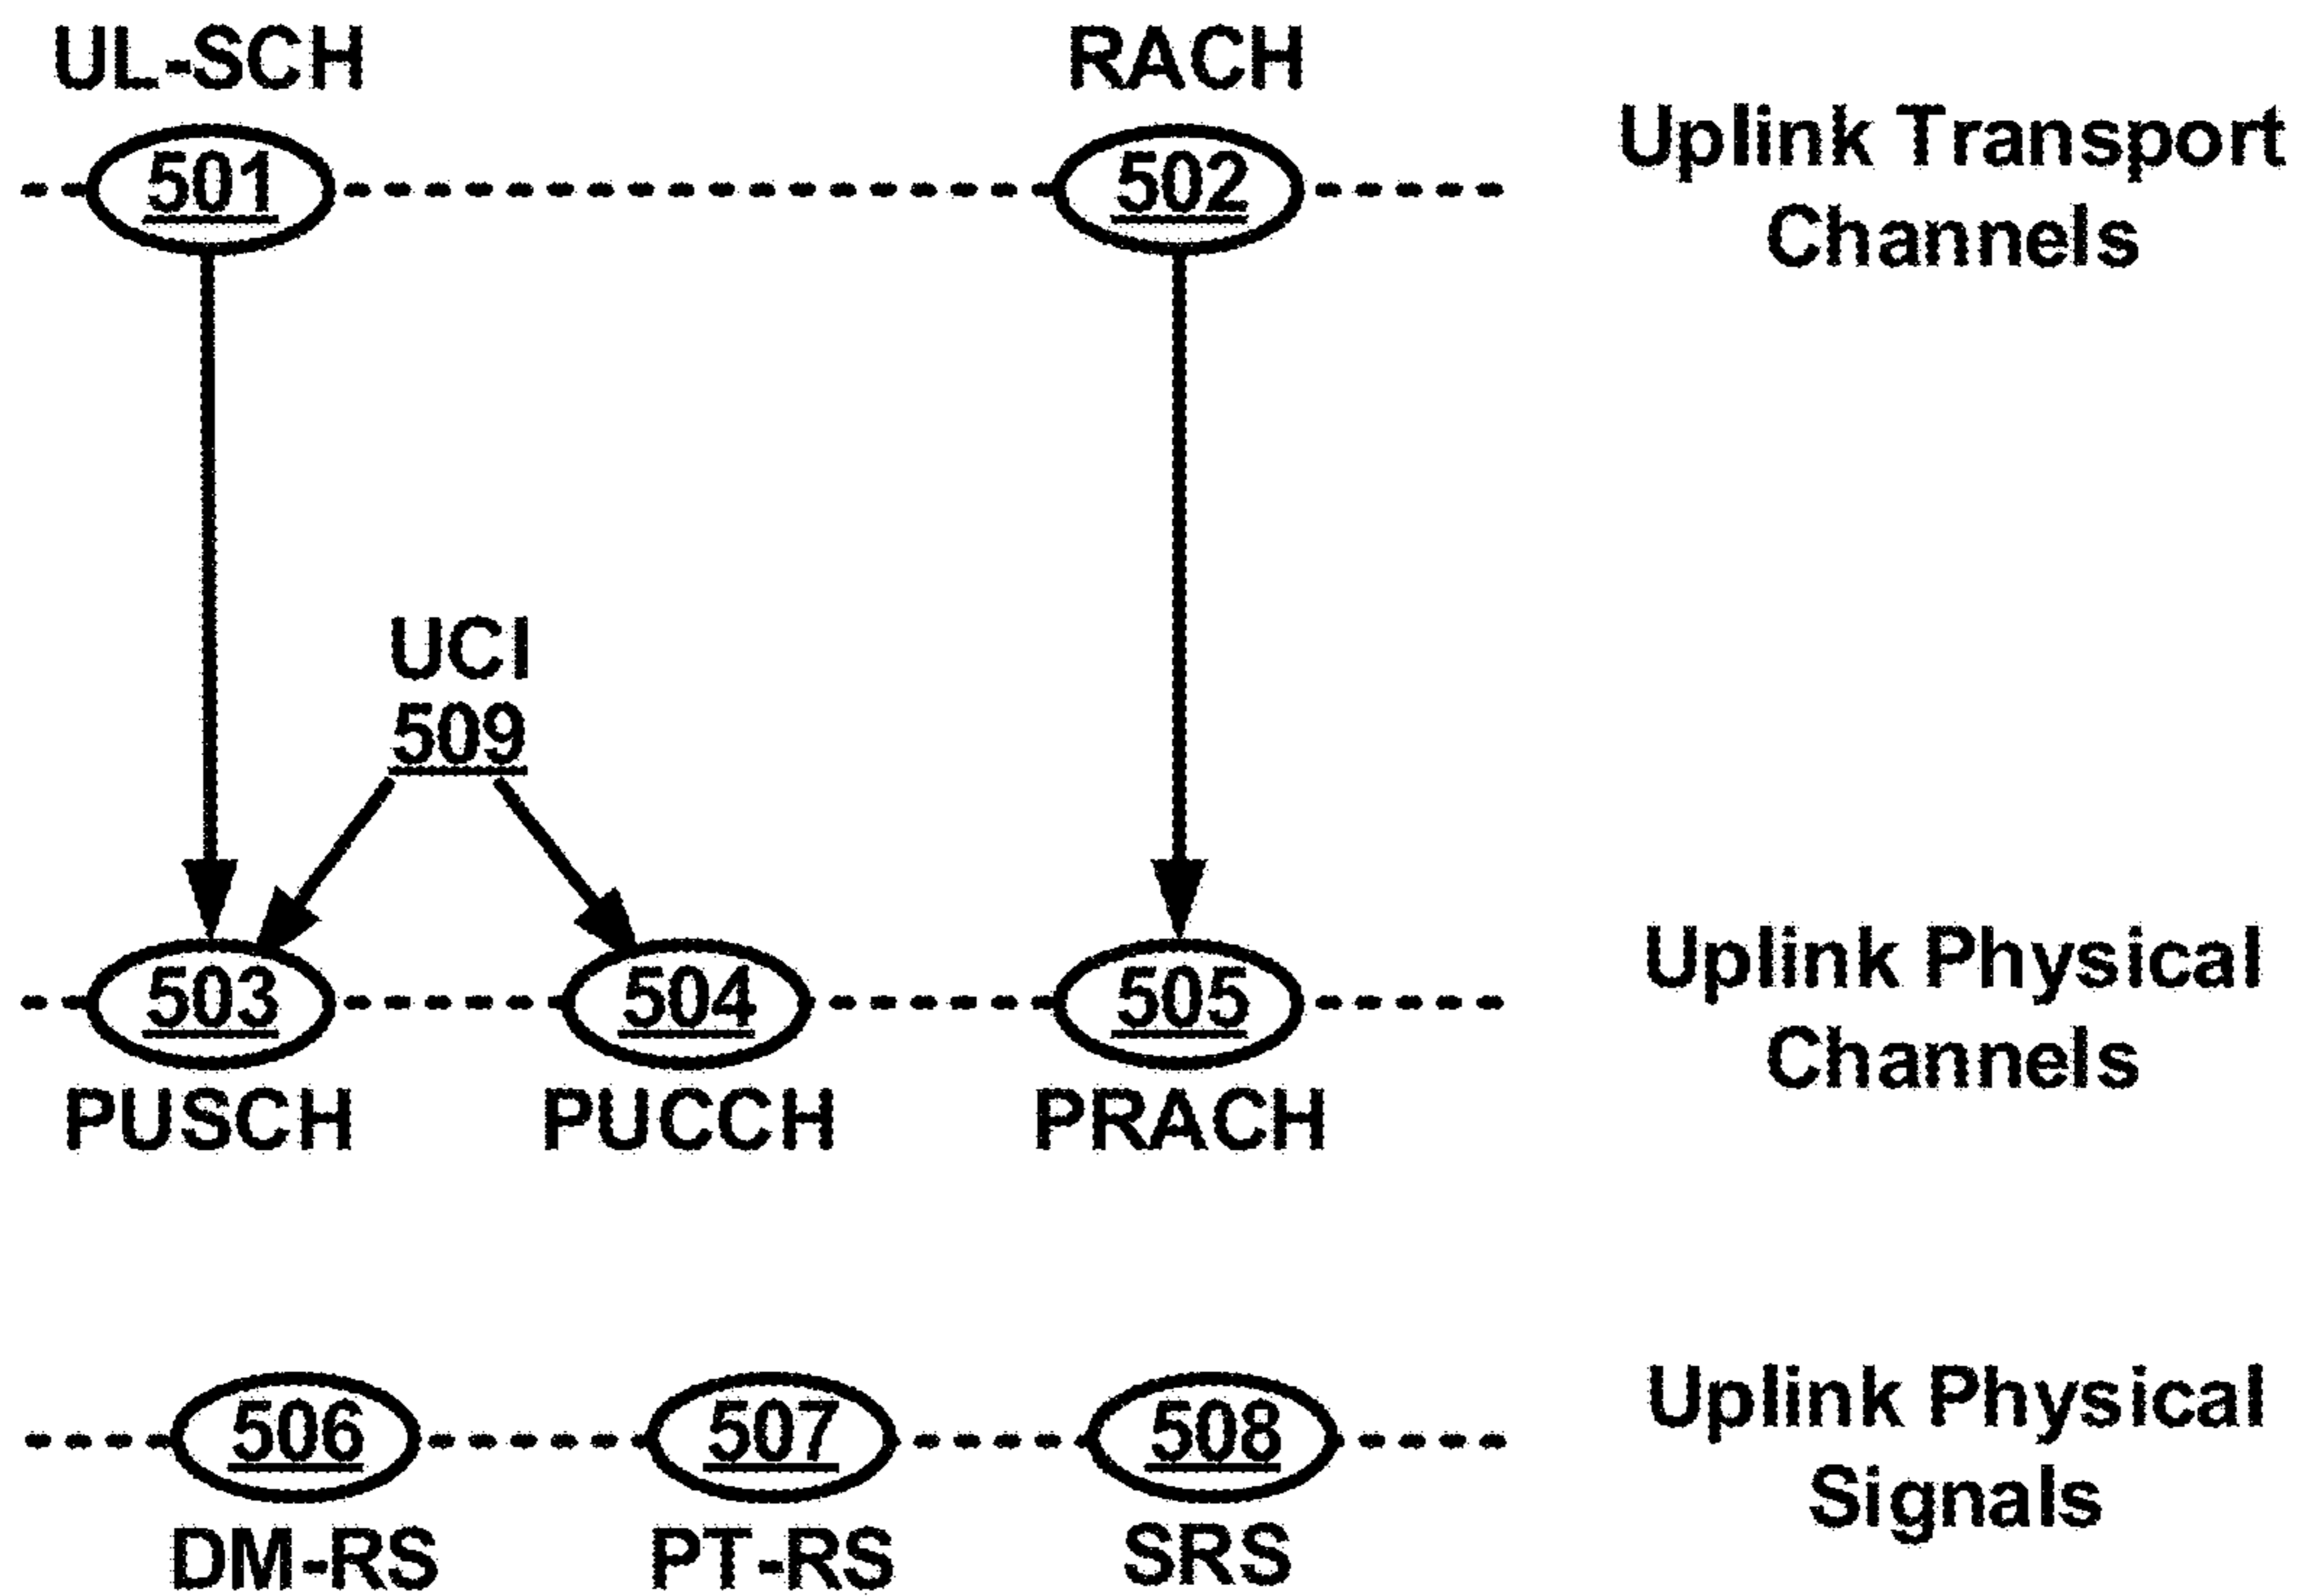 UL-SCH
RACH
501
502
Uplink Transport
Channels
UCI
509
503
504
505
Uplink Physical
Channels
PUSCH
PUCCH
PRACH
506
507
508
Uplink Physical
Signals
DM-RS
PT-RS
SRS